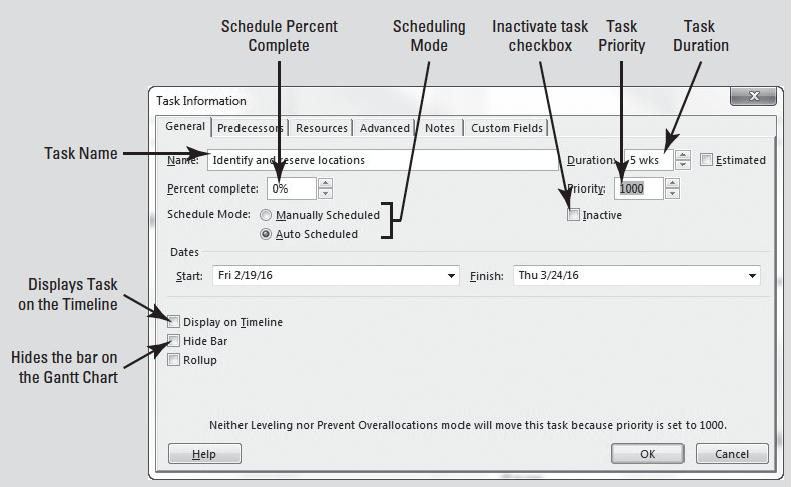 Schedule Percent
Complete
Scheduling
Mode
Inactivate task
checkbox
Task
Priority
Task
Duration
Task Information
General Predecessors Resources Advanced Notes Custom Fields
Task Name
Name: Identify and reserve locations Duration: 5 wks Estimated
Percent complete: 0% Priority: 1000
Schedule Mode: Manually Scheduled Inactive
Auto Scheduled
Dates
Start: Fri 2/19/16 Finish: Thu 3/24/16
Displays Task
on the Timeline
Display on Timeline
Hide Bar
Hides the bar on
the Gantt Chart
Rollup
Neither Leveling nor Prevent Overallocations mode will move this task because priority is set to 1000.
Help OK Cancel